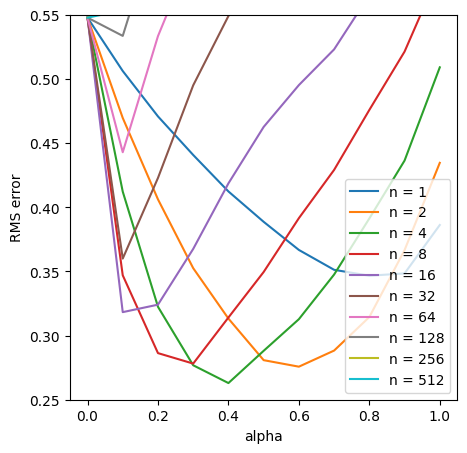 0.55
0.50
0.45
0.40
0.35
0.30
0.25
RMS error
0.0
0.2
0.4
0.6
0.8
1.0
alpha
n = 1
n = 2
n = 4
n = 8
n = 16
n = 32
n = 64
n = 128
n = 256
n = 512